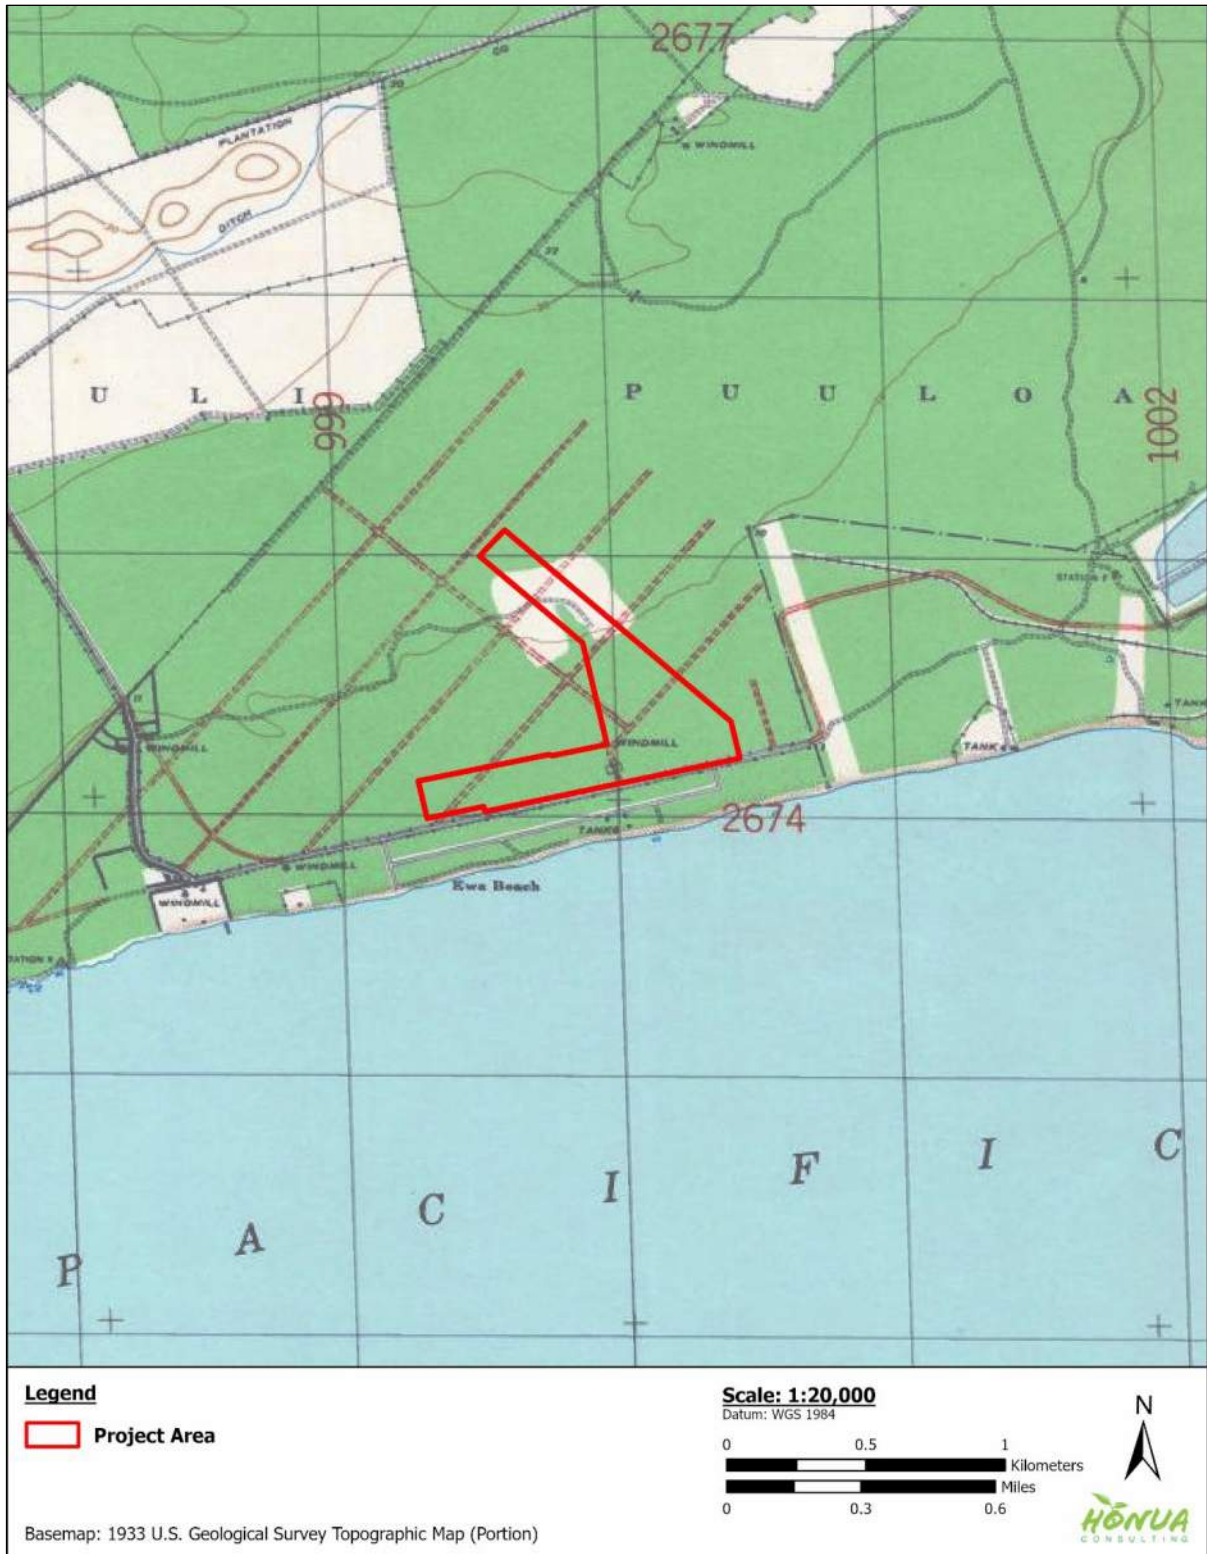 2677
70
PLANTATION
WINDMILL
DITCH
U L I
P U U L O A
999
1002
STATION F
WINDMILL
WINDMILL
TANK
TANK
2674
TANKS
WINDMILL
Ewa Beach
WINDMILL
P A C I F I C
Legend
Project Area
Scale: 1:20,000
Datum: WGS 1984
N
0 0.5 1
Kilometers
Miles
0 0.3 0.6
Basemap: 1933 U.S. Geological Survey Topographic Map (Portion)
HONUA
CONSULTING